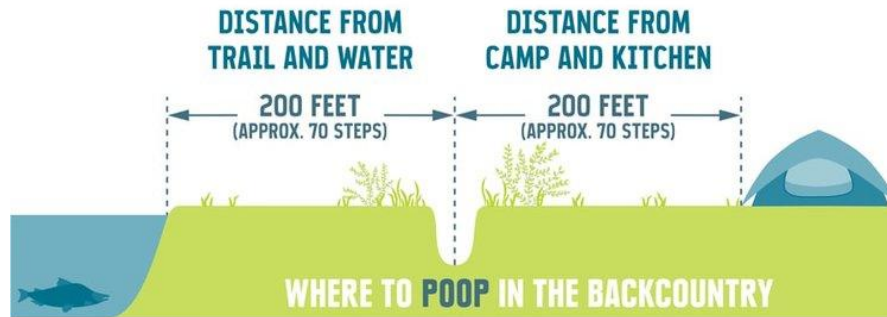 DISTANCE FROM
TRAIL AND WATER
DISTANCE FROM
CAMP AND KITCHEN
200 FEET
(APPROX. 70 STEPS)
200 FEET
(APPROX. 70 STEPS)
WHERE TO POOP IN THE BACKCOUNTRY